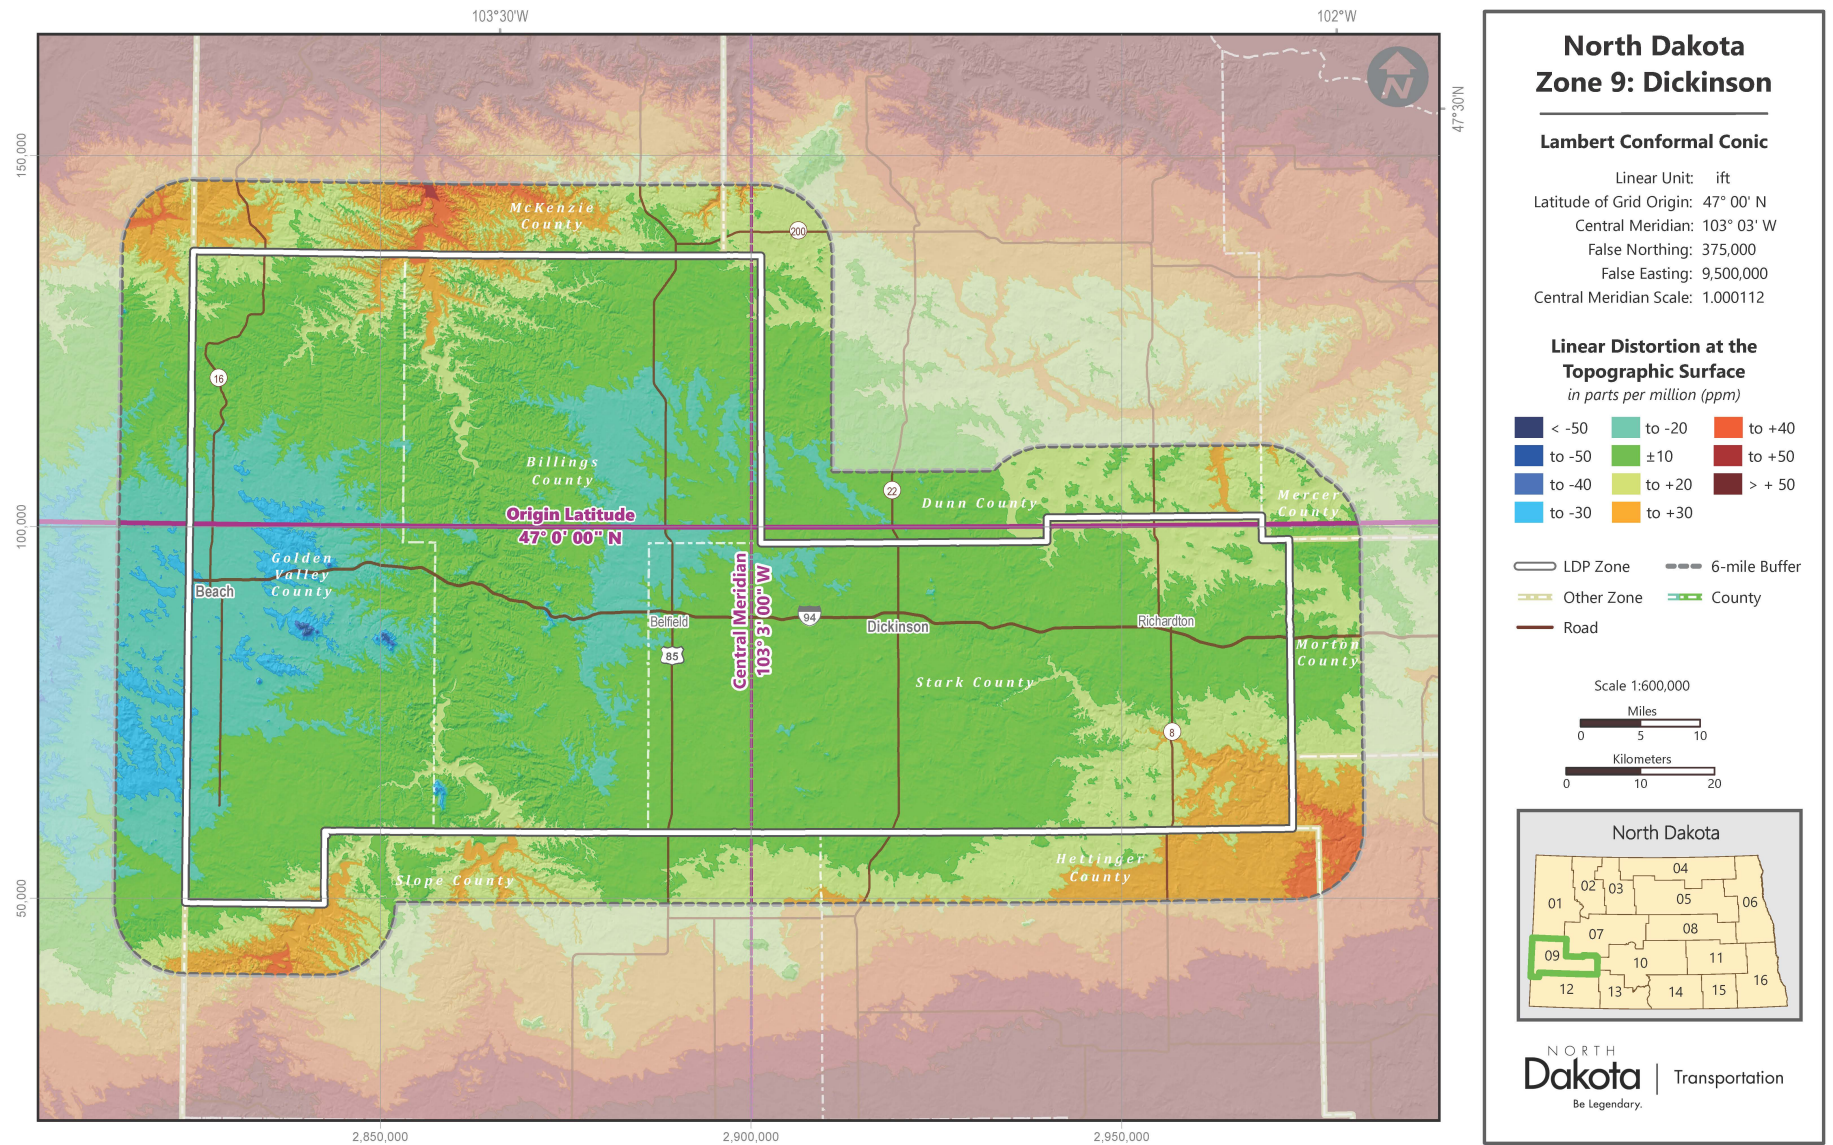 103°30'W
102°W
47°30'N
150,000
100,000
50,000
2,850,000
2,900,000
2,950,000
N
McKenzie
County
200
16
Billings
County
22
Dunn County
Mercer
County
Origin Latitude
47° 0' 00" N
Golden
Valley
County
Beach
Central Meridian
103° 3' 00" W
Belfield
94
Dickinson
Richardton
85
Morton
County
Stark County
8
Slope County
Hettinger
County
North Dakota
Zone 9: Dickinson
Lambert Conformal Conic
Linear Unit: ift
Latitude of Grid Origin: 47° 00' N
Central Meridian: 103° 03' W
False Northing: 375,000
False Easting: 9,500,000
Central Meridian Scale: 1.000112
Linear Distortion at the
Topographic Surface
in parts per million (ppm)
< -50 to -20 to +40
to -50 ±10 to +50
to -40 to +20 > + 50
to -30 to +30
LDP Zone 6-mile Buffer
Other Zone County
Road
Scale 1:600,000
Miles
0 5 10
Kilometers
0 10 20
North Dakota
04
02 03
05
01 06
07 08
09 10 11
16
12 13 14 15
NORTH
Dakota
Be Legendary.
Transportation